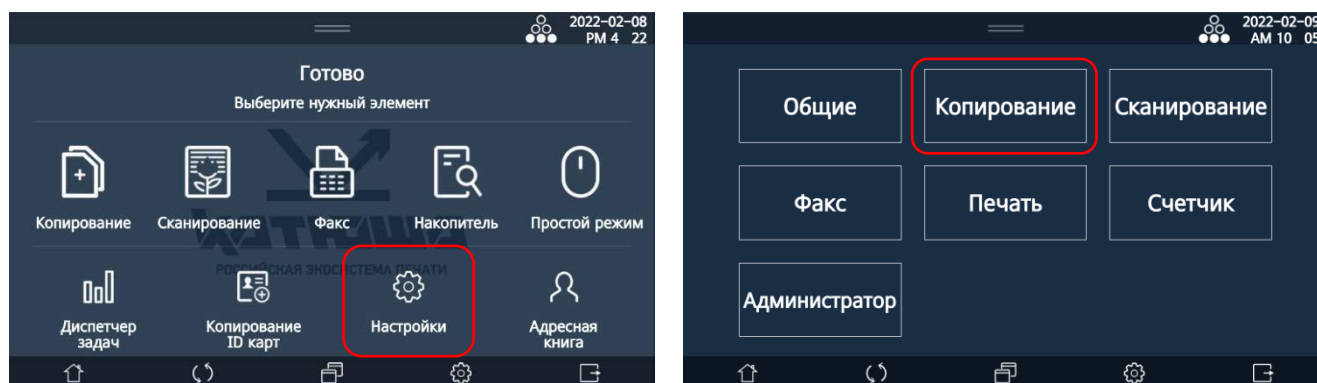 2022-02-08
PM 4 22
Готово
Выберите нужный элемент
Копирование Сканирование Факс Накопитель Простой режим
катюша
РОССИЙСКАЯ ЭКОСИСТЕМА ПЕЧАТИ
Диспетчер
задач
Копирование
ID карт
Настройки
Адресная
книга
2022-02-09
AM 10 05
Общие Копирование Сканирование
Факс Печать Счетчик
Администратор